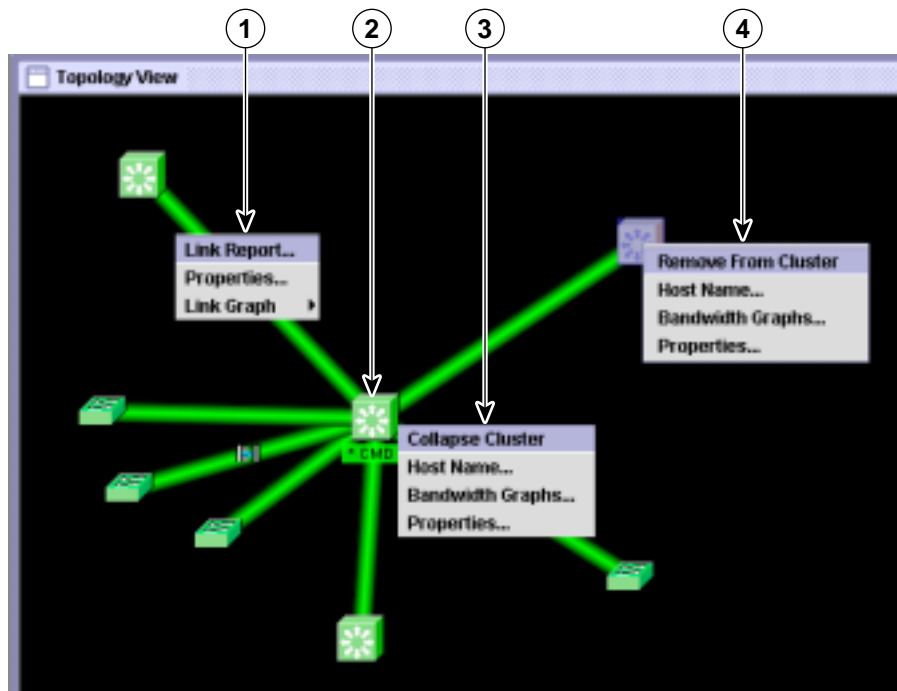 1 2 3 4
Topology View
Link Report...
Properties...
Link Graph
Remove From Cluster
Host Name...
Bandwidth Graphs...
Properties...
* CMD
Collapse Cluster
Host Name...
Bandwidth Graphs...
Properties...